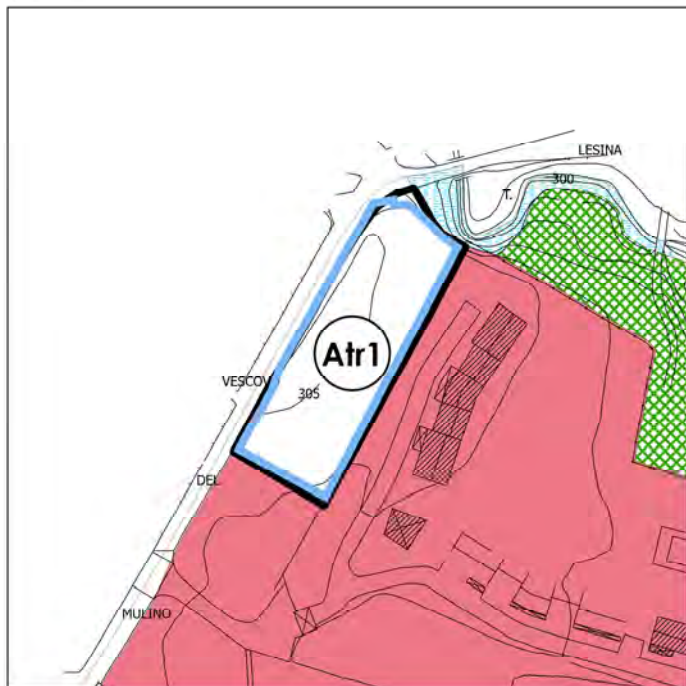 LESINA
300
T.
Atr1
VESCOV
305
DEL
MULINO